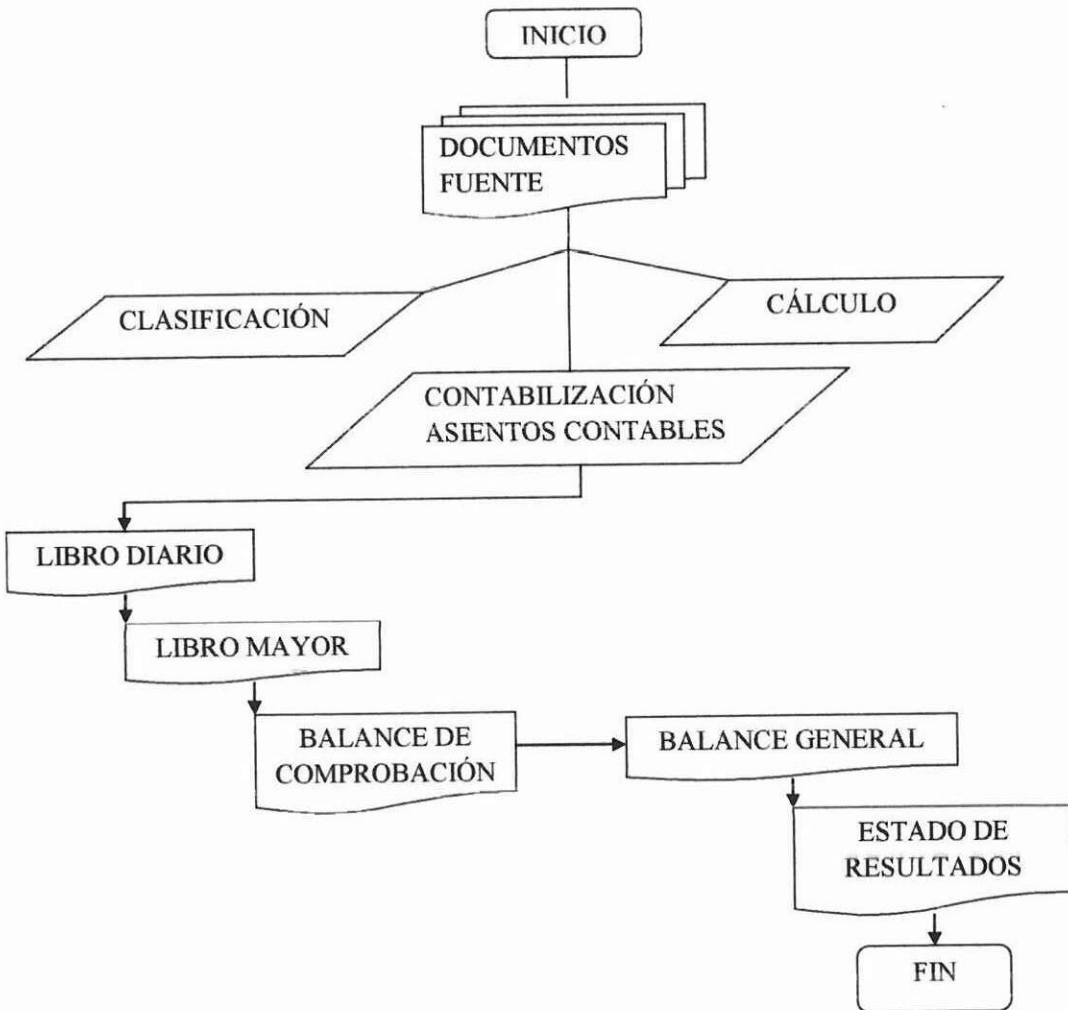 INICIO
DOCUMENTOS
FUENTE
CLASIFICACIÓN
CÁLCULO
CONTABILIZACIÓN
ASIENTOS CONTABLES
LIBRO DIARIO
LIBRO MAYOR
BALANCE DE
COMPROBACIÓN
BALANCE GENERAL
ESTADO DE
RESULTADOS
FIN